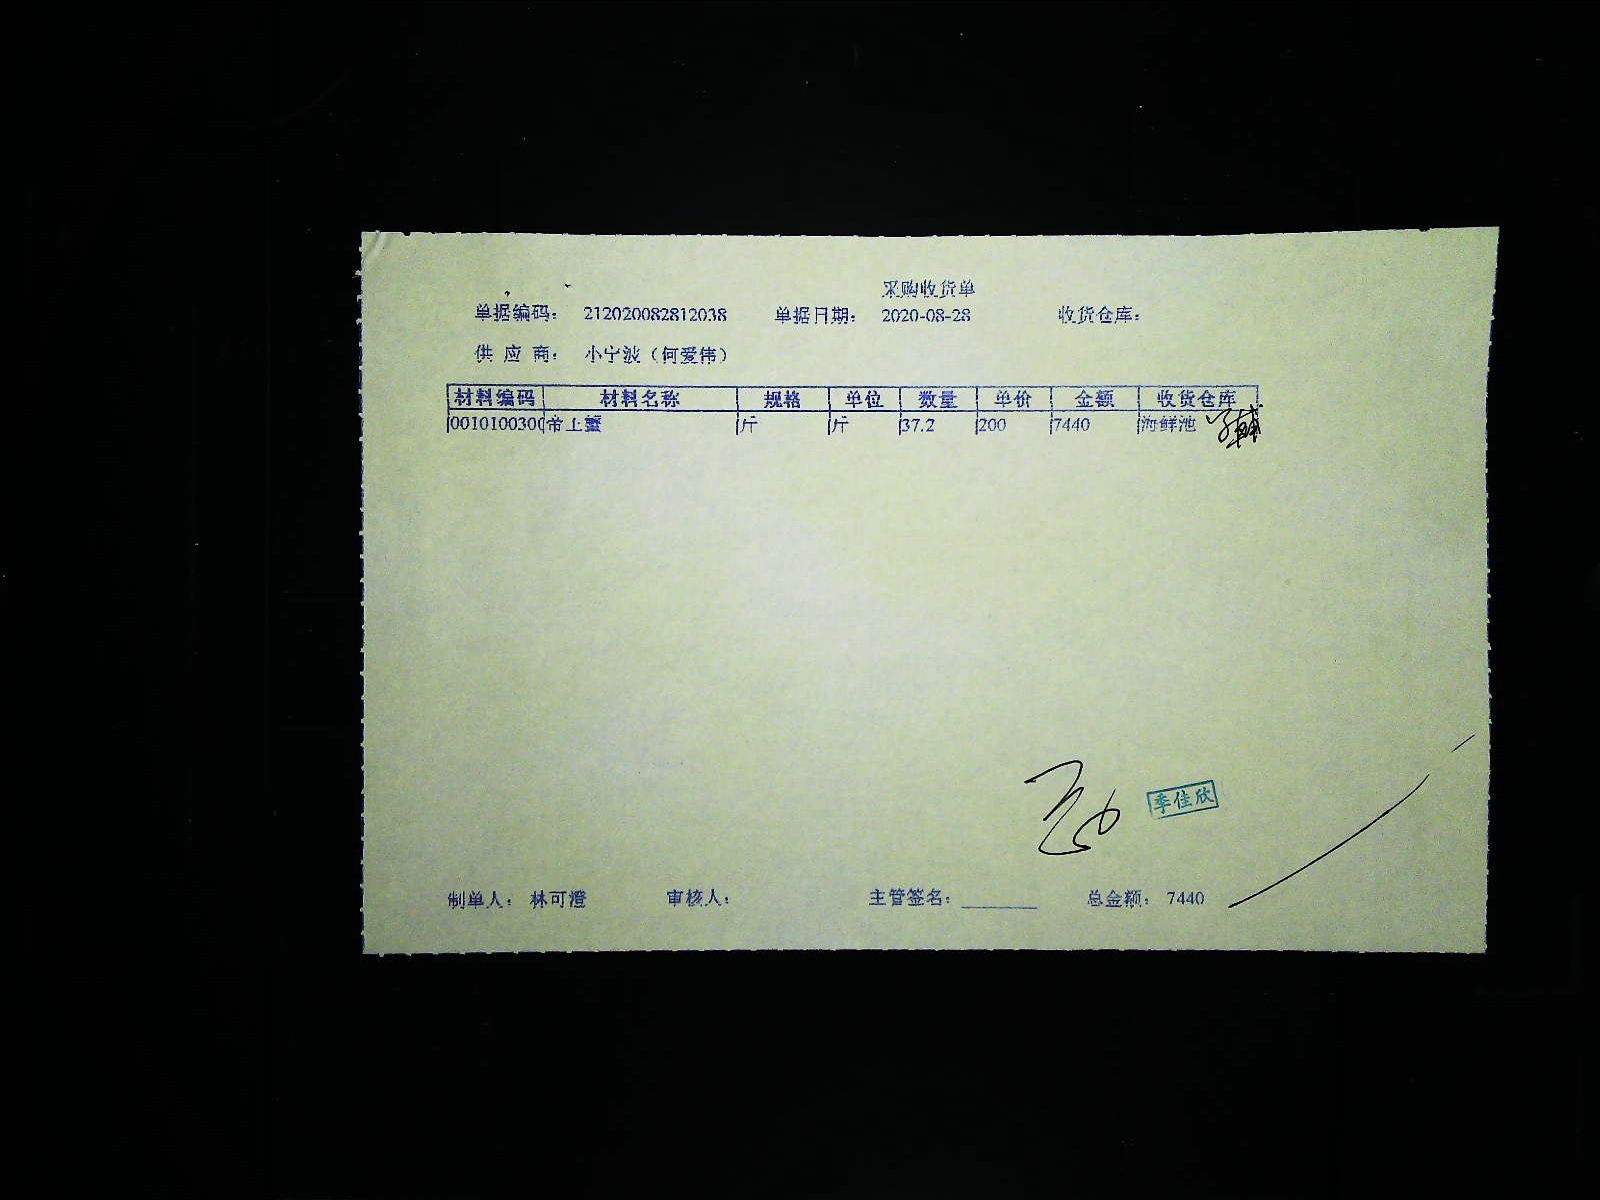 采购收货单
单据编码： 212020082812038 单据日期： 2020-08-28 收货仓库：
供 应 商： 小宁波（何爱伟）
材料编码 材料名称 规格 单位 数量 单价 金额 收货仓库
001010030 帝王蟹 斤 斤 37.2 200 7440 海鲜池
季佳欣
制单人： 林可澄 审核人： 主管签名： 总金额： 7440